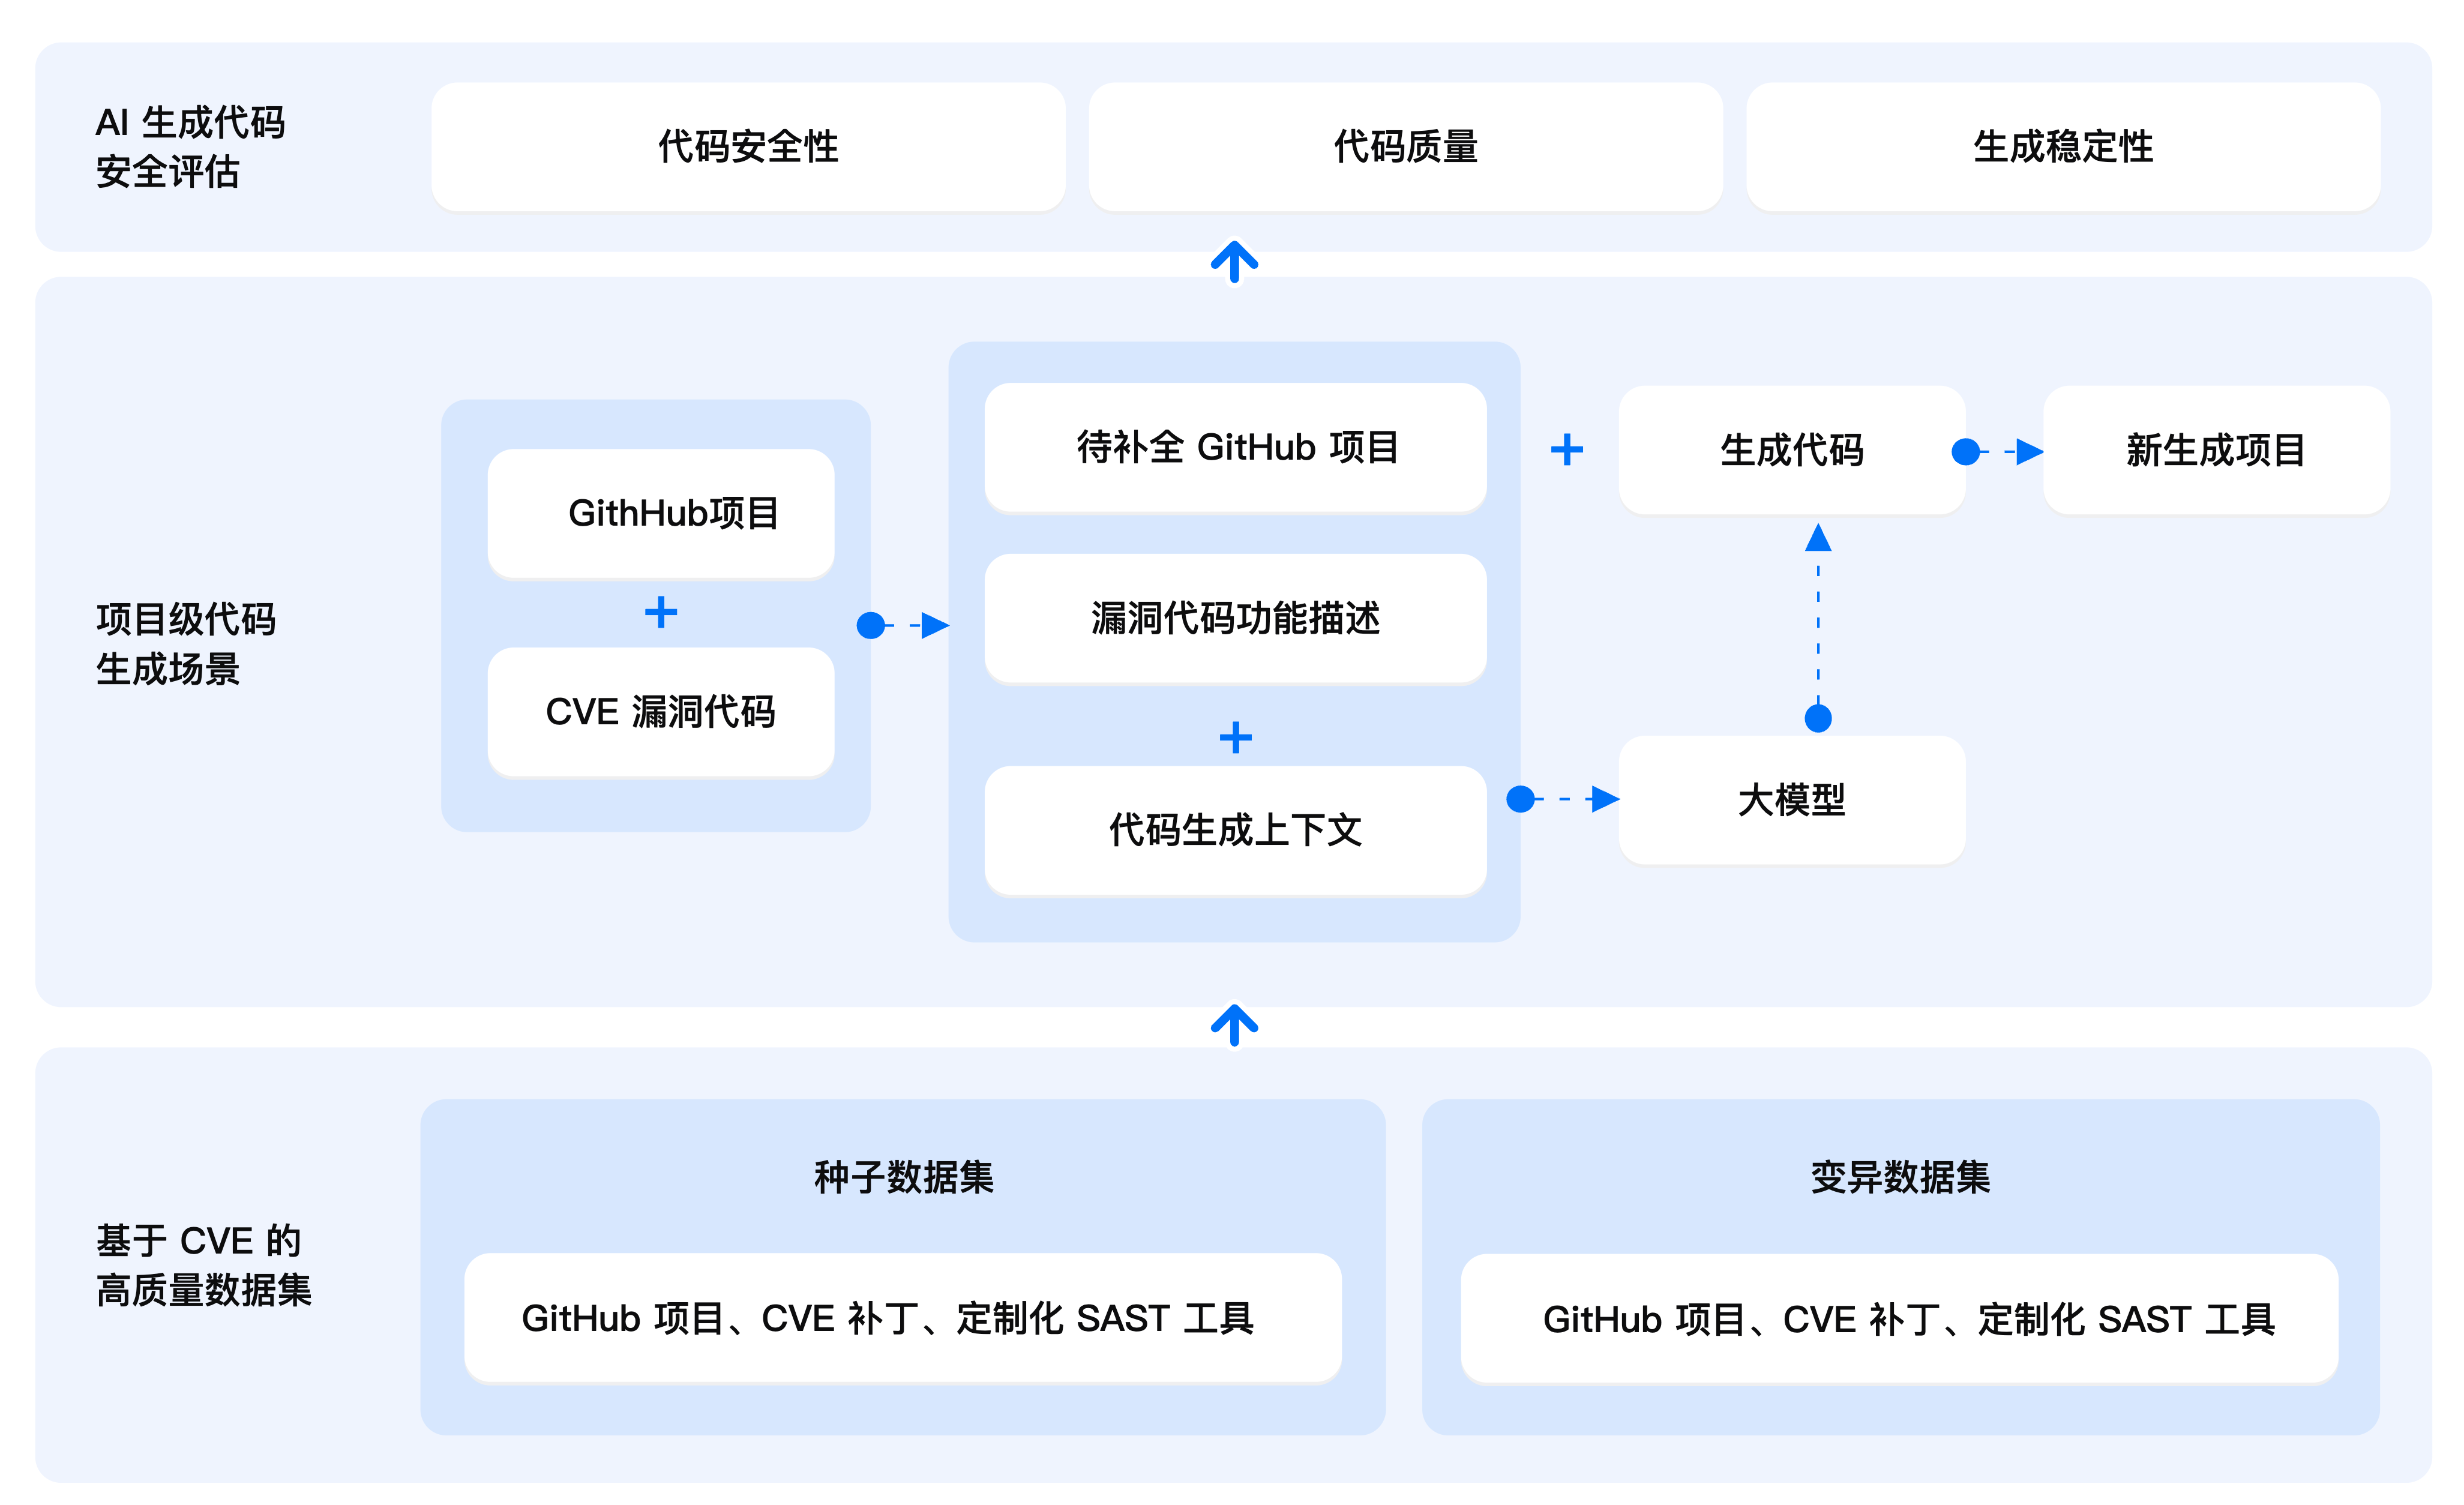 AI 生成代码
安全评估
代码安全性
代码质量
生成稳定性
项目级代码
生成场景
GithHub项目
+
CVE 漏洞代码
待补全 GitHub 项目
漏洞代码功能描述
+
代码生成上下文
+
生成代码
新生成项目
大模型
基于 CVE 的
高质量数据集
种子数据集
GitHub 项目、CVE 补丁、定制化 SAST 工具
变异数据集
GitHub 项目、CVE 补丁、定制化 SAST 工具